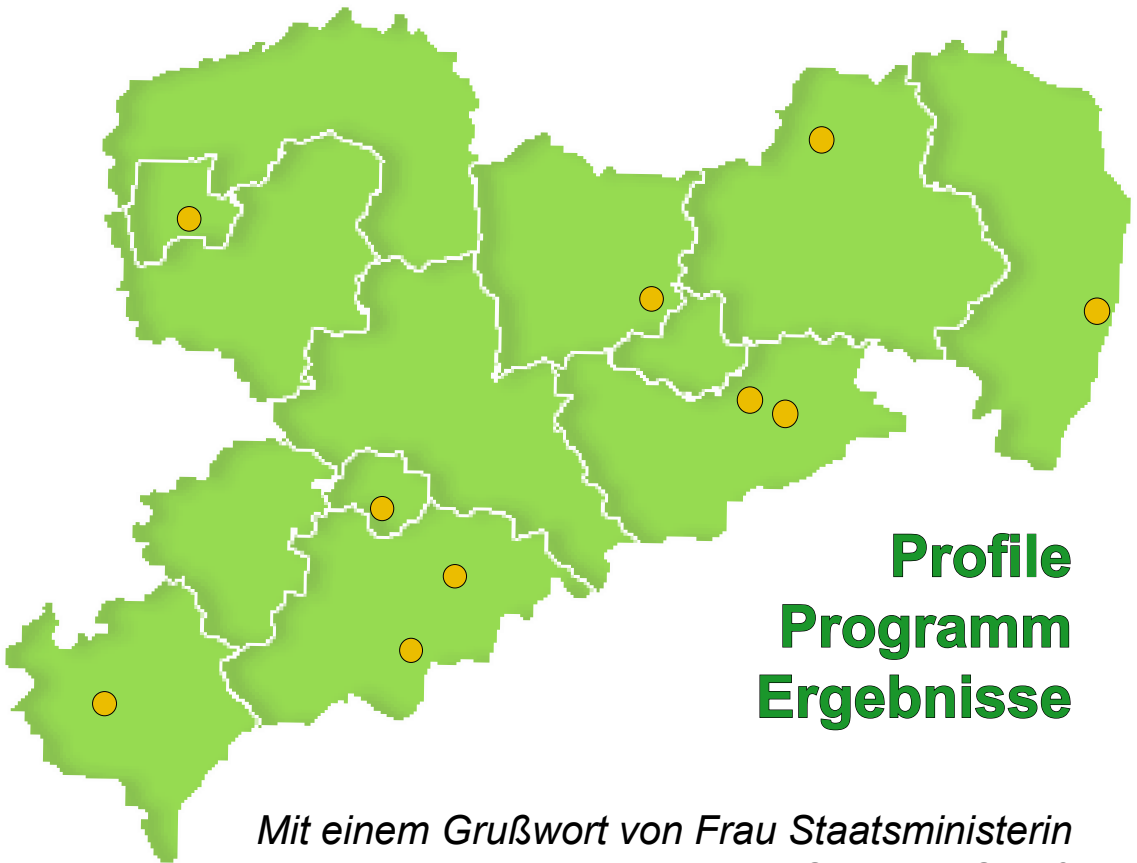 Profile
Programm
Ergebnisse
Mit einem Grußwort von Frau Staatsministerin